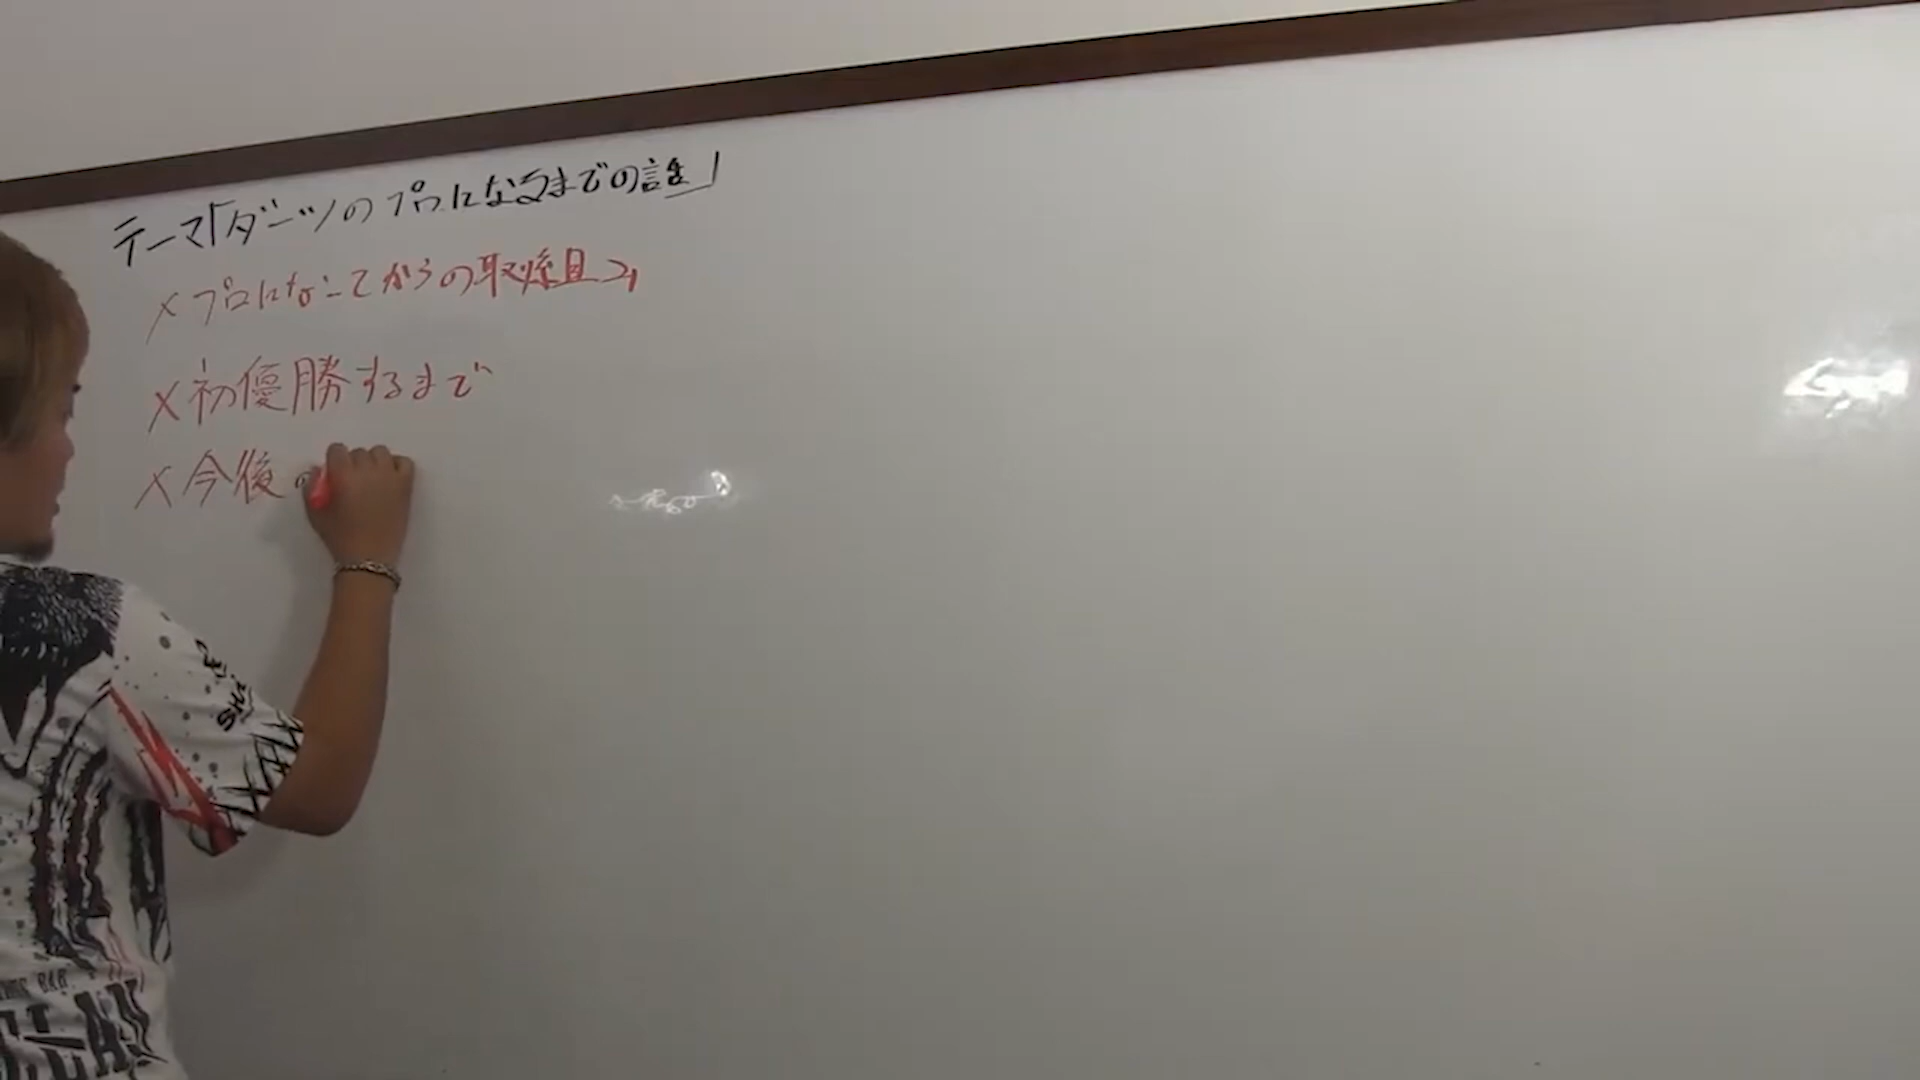 テーマ「ダーツのプロになるまでの話」
×プロになってからの取り組み
×初優勝するまで
×今後の